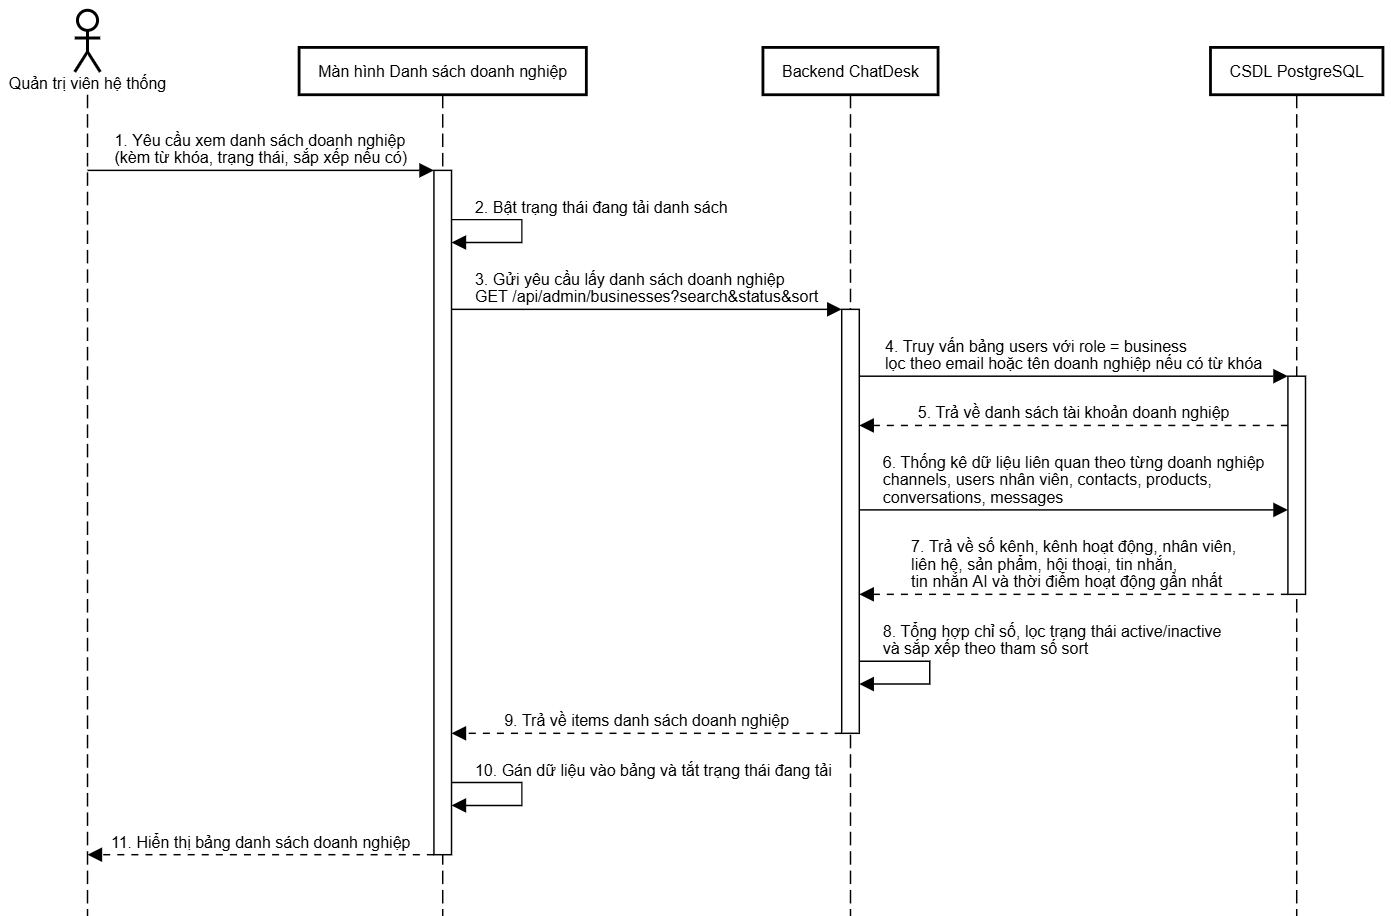 Quản trị viên hệ thống
Màn hình Danh sách doanh nghiệp
Backend ChatDesk
CSDL PostgreSQL
1. Yêu cầu xem danh sách doanh nghiệp
(kèm từ khóa, trạng thái, sắp xếp nếu có)
2. Bật trạng thái đang tải danh sách
3. Gửi yêu cầu lấy danh sách doanh nghiệp
GET /api/admin/businesses?search&status&sort
4. Truy vấn bảng users với role = business
lọc theo email hoặc tên doanh nghiệp nếu có từ khóa
5. Trả về danh sách tài khoản doanh nghiệp
6. Thống kê dữ liệu liên quan theo từng doanh nghiệp
channels, users nhân viên, contacts, products,
conversations, messages
7. Trả về số kênh, kênh hoạt động, nhân viên,
liên hệ, sản phẩm, hội thoại, tin nhắn,
tin nhắn AI và thời điểm hoạt động gần nhất
8. Tổng hợp chỉ số, lọc trạng thái active/inactive
và sắp xếp theo tham số sort
9. Trả về items danh sách doanh nghiệp
10. Gán dữ liệu vào bảng và tắt trạng thái đang tải
11. Hiển thị bảng danh sách doanh nghiệp